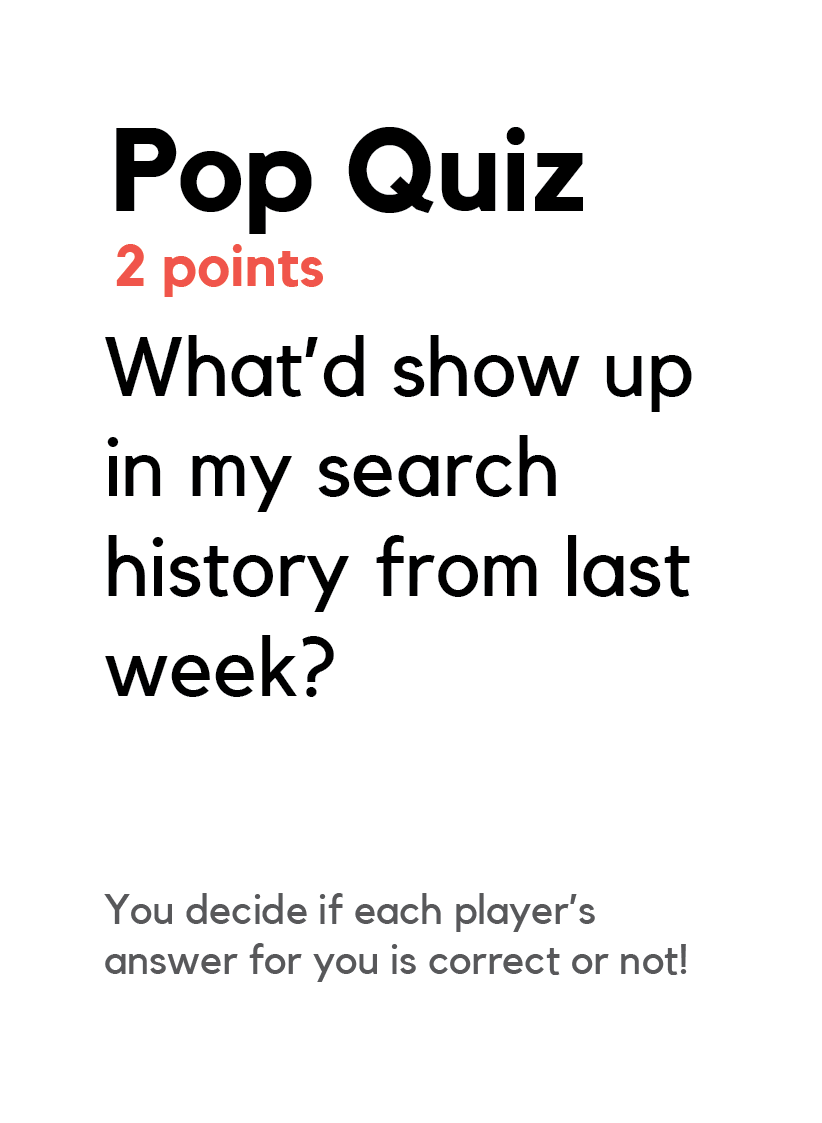 Pop Quiz
2 points
What’d show up
in my search
history from last
week?
You decide if each player’s
answer for you is correct or not!